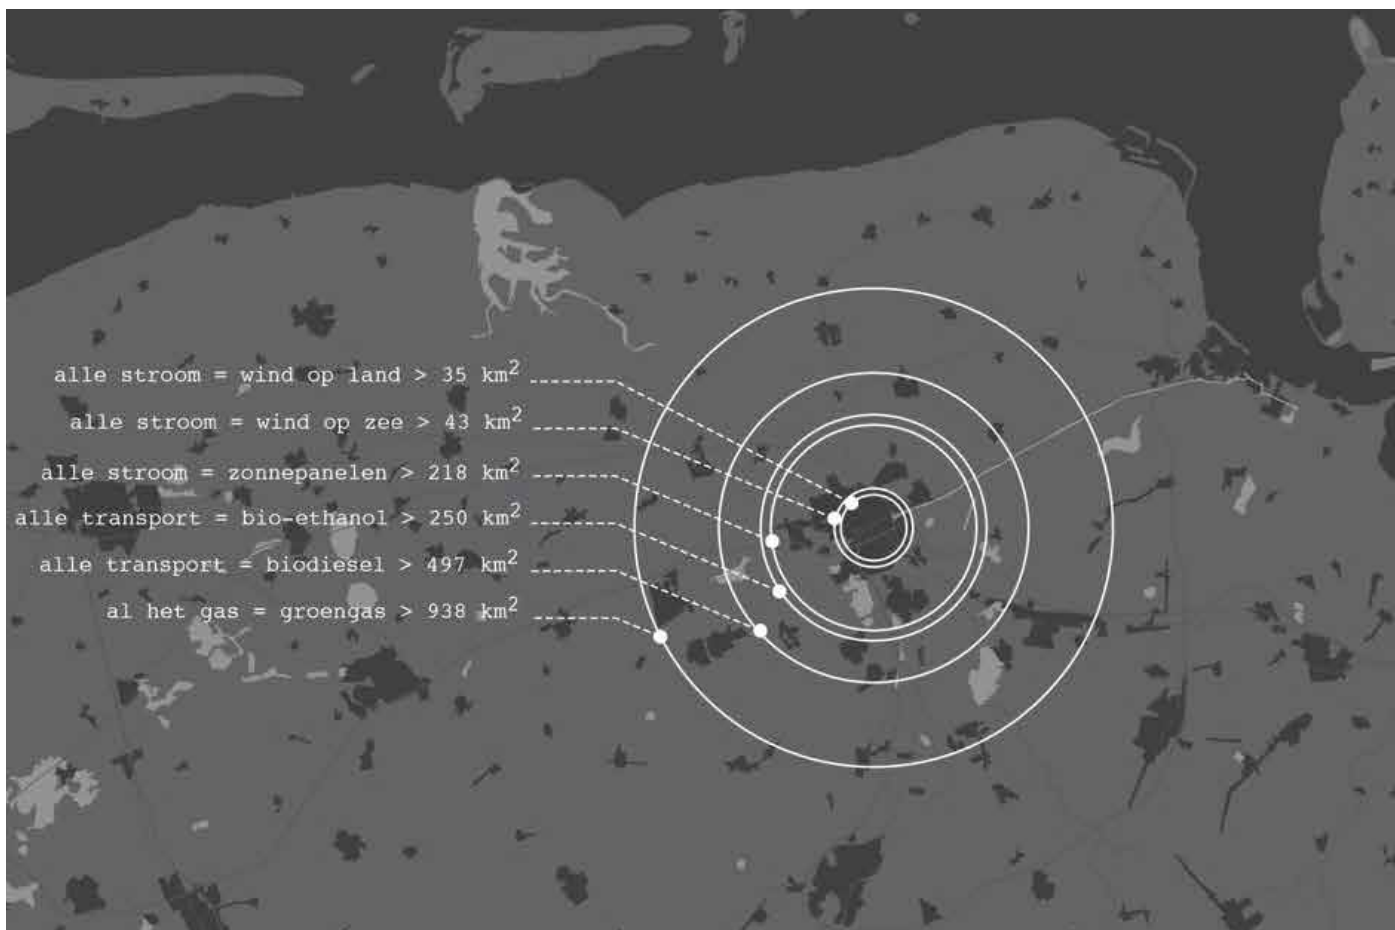 alle stroom = wind op land > 35 km²
alle stroom = wind op zee > 43 km²
alle stroom = zonnepanelen > 218 km²
alle transport = bio-ethanol > 250 km²
alle transport = biodiesel > 497 km²
al het gas = groengas > 938 km²